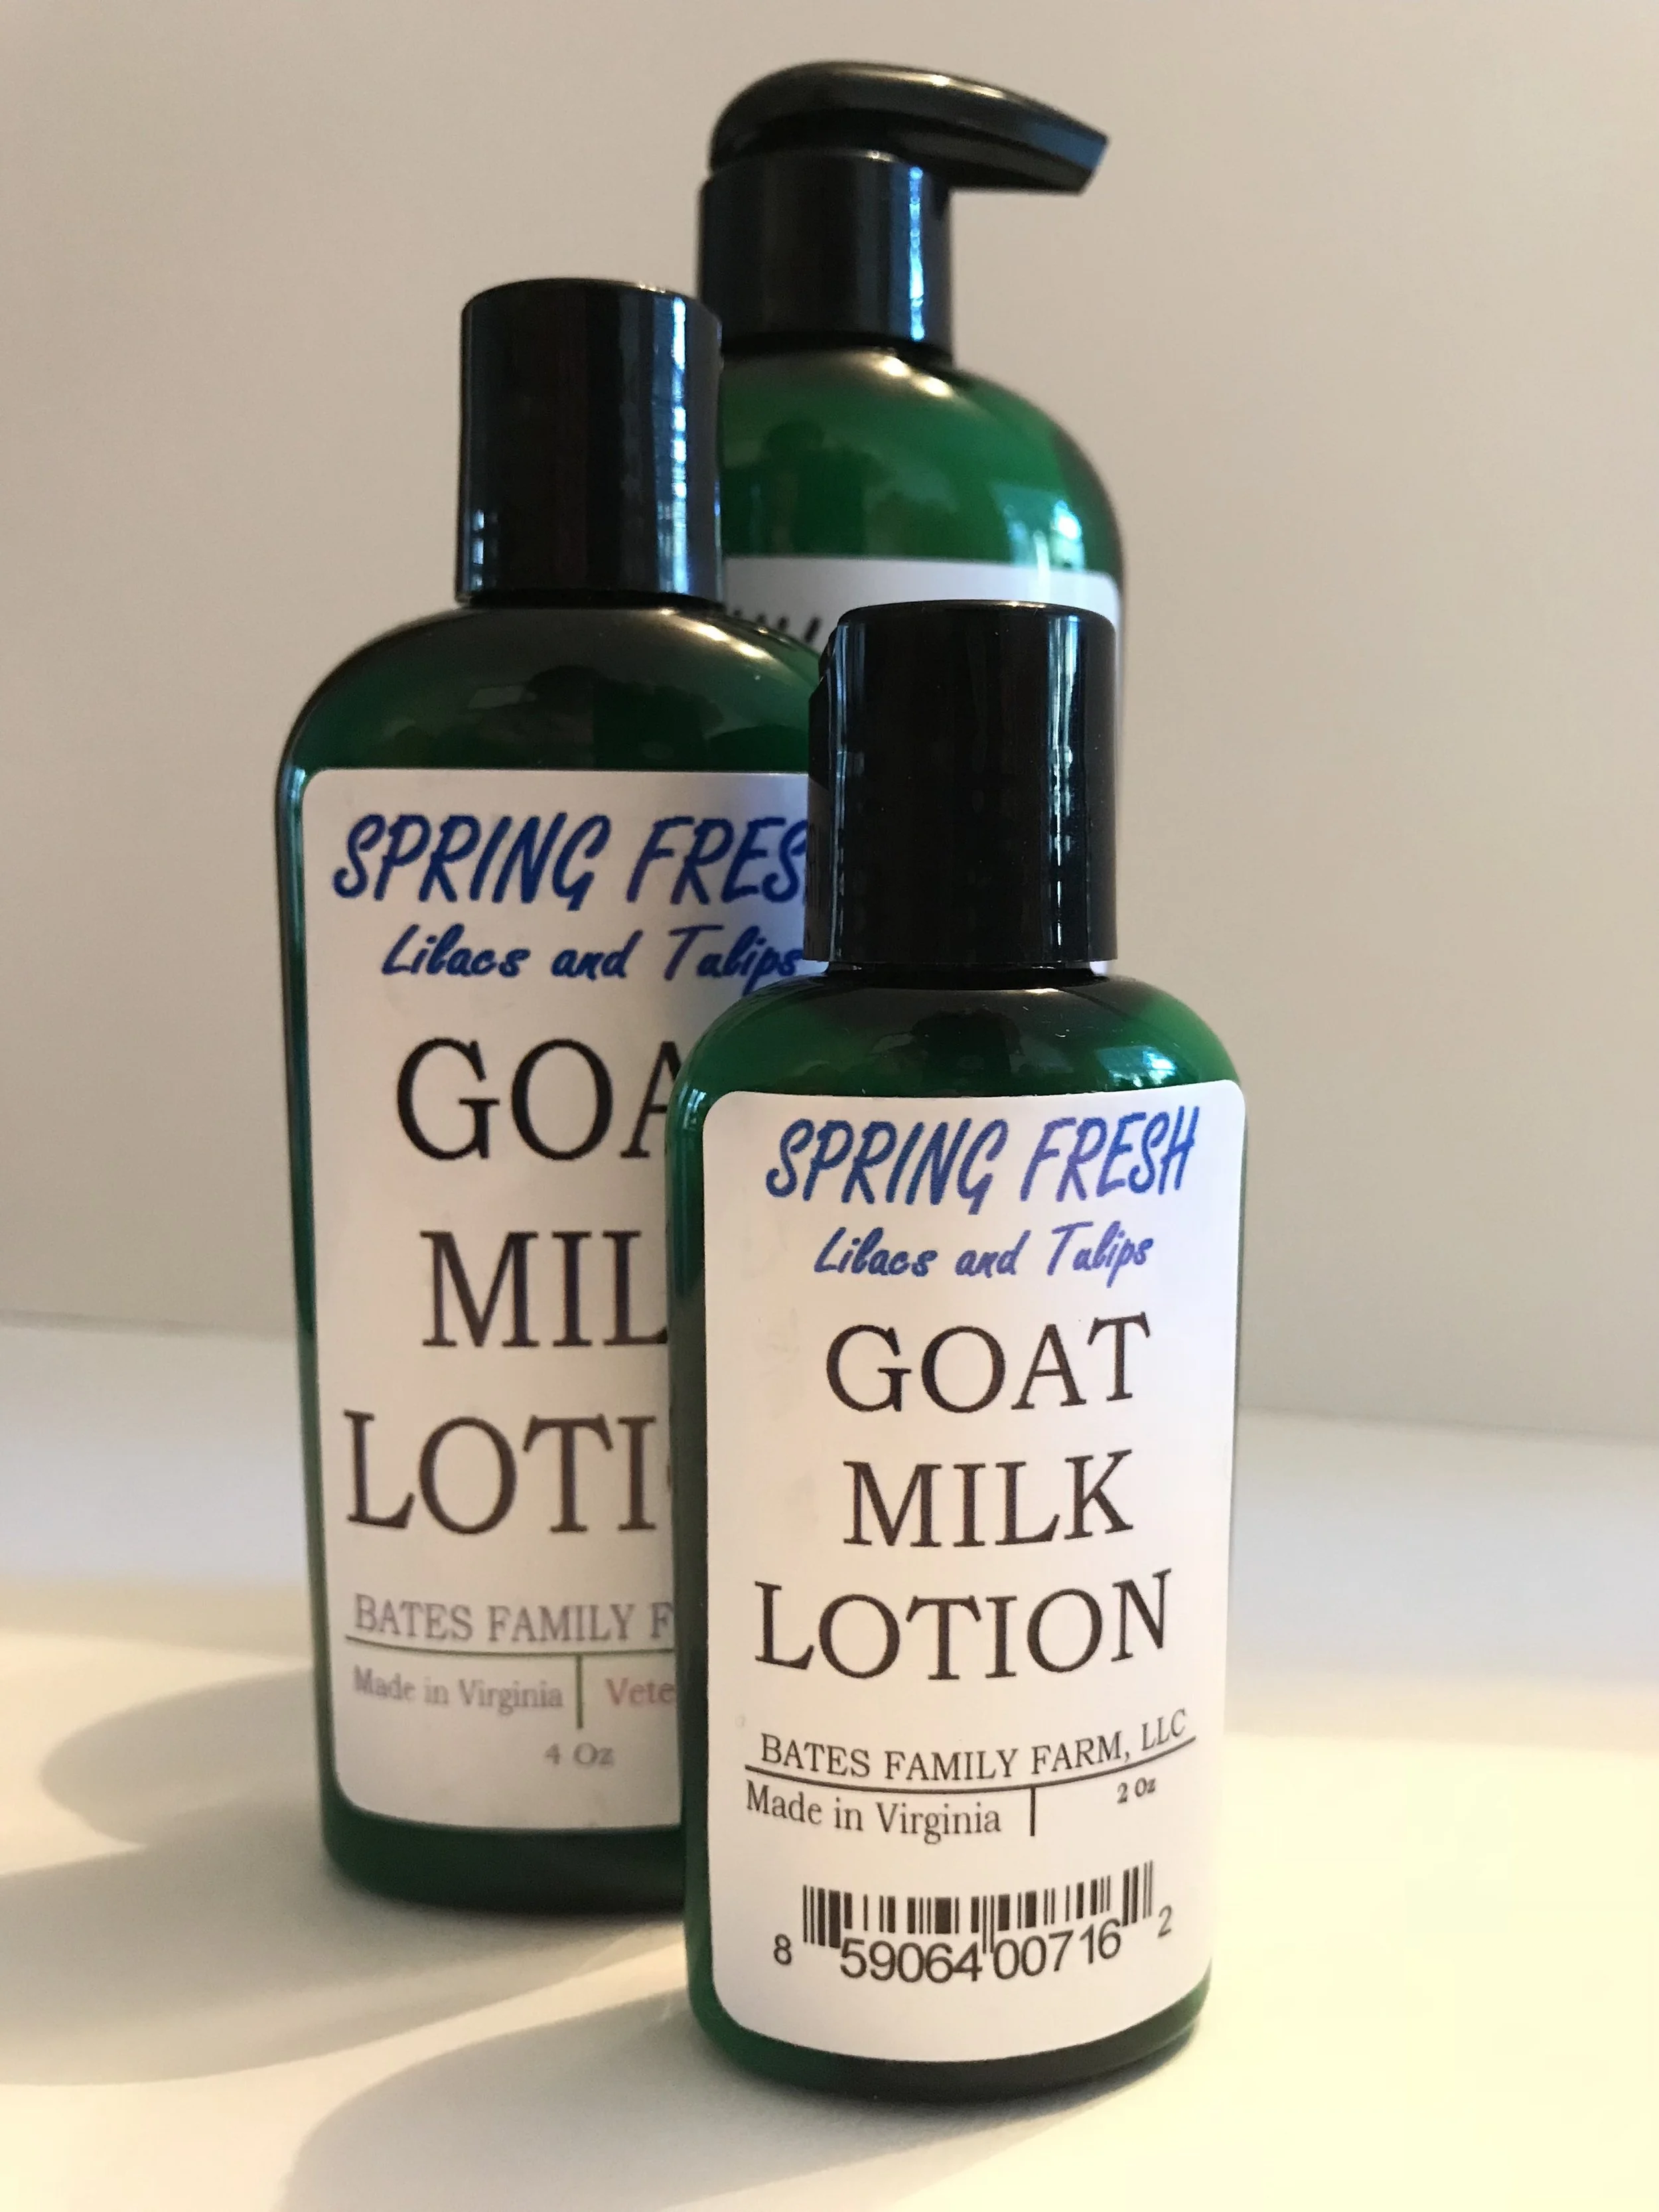 SPRING FRES
Lilacs and Tulips
GOA
MIL
LOTI
BATES FAMILY F
Made in Virginia | Vete
4 Oz
SPRING FRESH
Lilacs and Tulips
GOAT
MILK
LOTION
BATES FAMILY FARM, LLC
Made in Virginia | 2 Oz
8 59064 00716 2